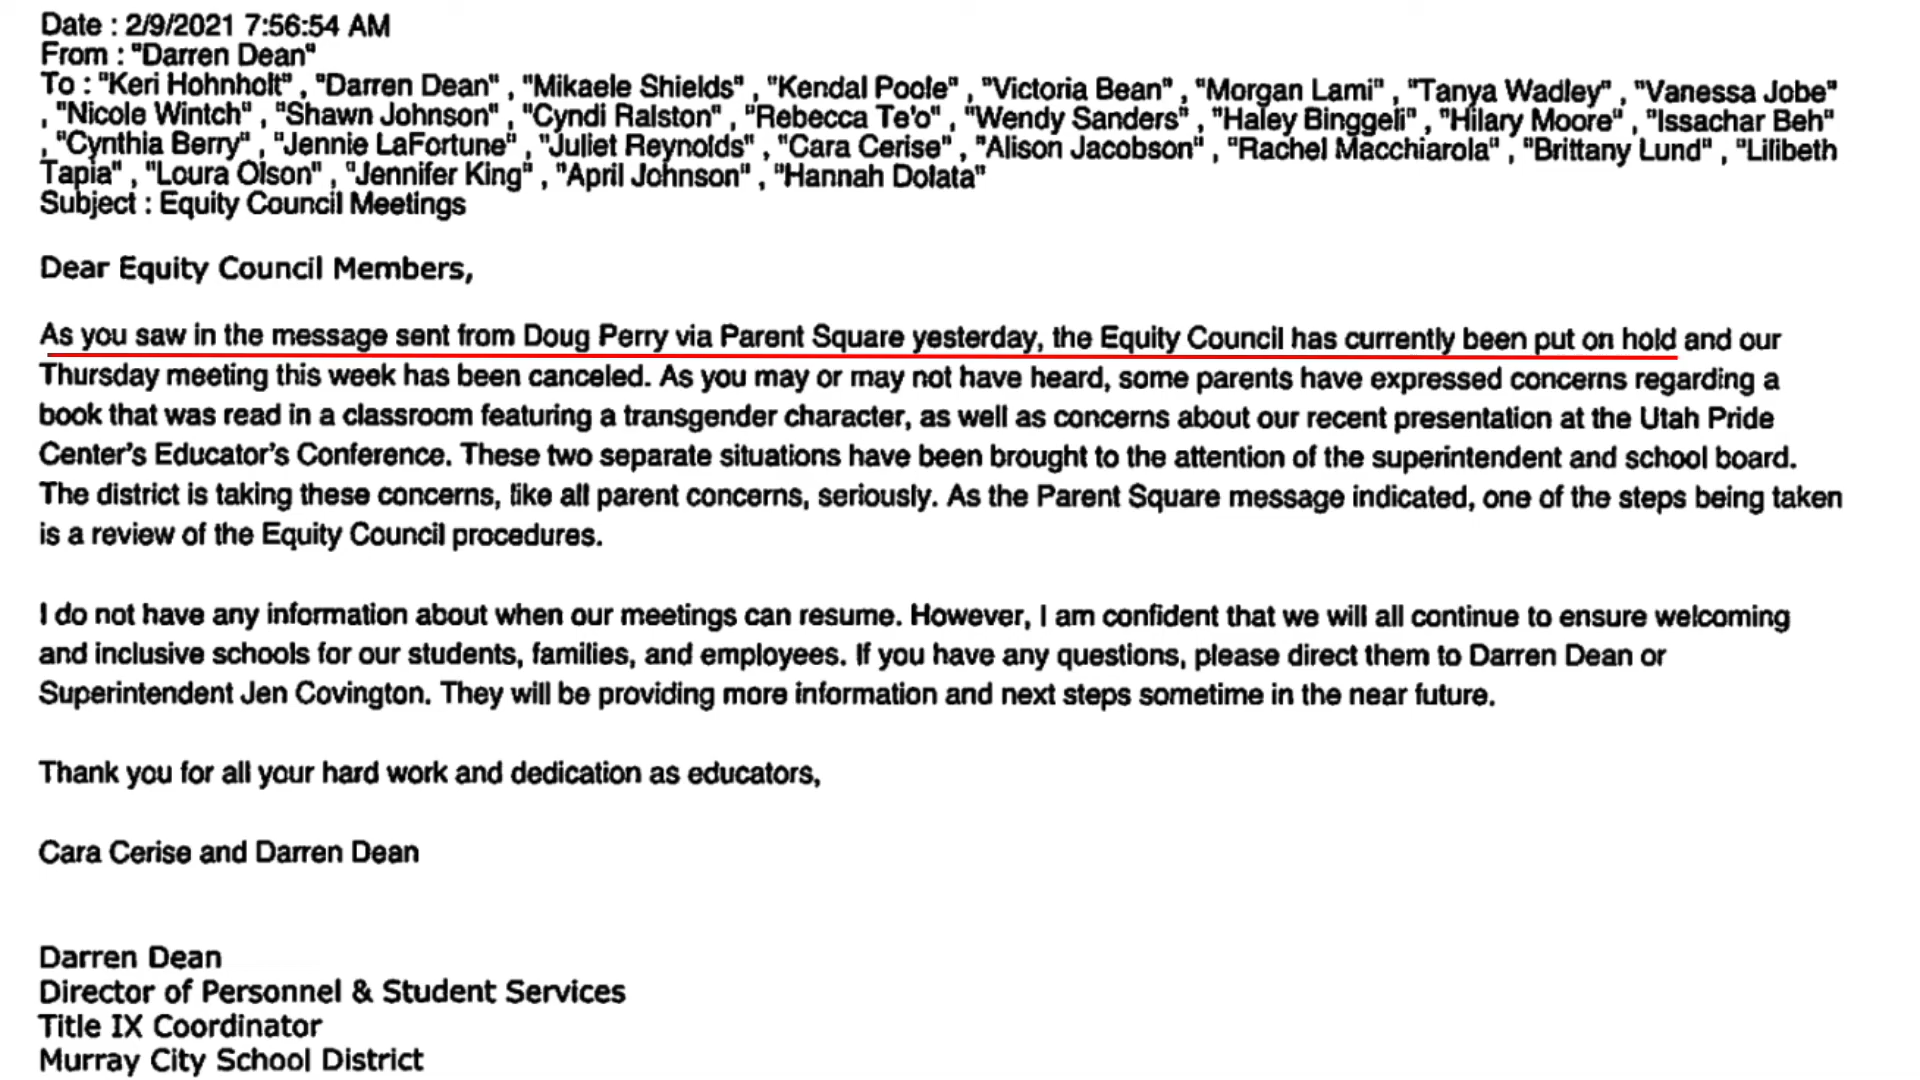 Date : 2/9/2021 7:56:54 AM
From : "Darren Dean"
To : "Keri Hohnholt" , "Darren Dean" , "Mikaele Shields" , "Kendal Poole" , "Victoria Bean" , "Morgan Lami" , "Tanya Wadley" , "Vanessa Jobe"
, "Nicole Wintch" , "Shawn Johnson" , "Cyndi Ralston" , "Rebecca Te'o" , "Wendy Sanders" , "Haley Binggeli" , "Hilary Moore" , "Issachar Beh"
, "Cynthia Berry" , "Jennie LaFortune" , "Juliet Reynolds" , "Cara Cerise" , "Alison Jacobson" , "Rachel Macchiarola" , "Brittany Lund" , "Lilibeth
Tapia" , "Loura Olson" , "Jennifer King" , "April Johnson" , "Hannah Dolata"
Subject : Equity Council Meetings
Dear Equity Council Members,
As you saw in the message sent from Doug Perry via Parent Square yesterday, the Equity Council has currently been put on hold and our
Thursday meeting this week has been canceled. As you may or may not have heard, some parents have expressed concerns regarding a
book that was read in a classroom featuring a transgender character, as well as concerns about our recent presentation at the Utah Pride
Center's Educator's Conference. These two separate situations have been brought to the attention of the superintendent and school board.
The district is taking these concerns, like all parent concerns, seriously. As the Parent Square message indicated, one of the steps being taken
is a review of the Equity Council procedures.
I do not have any information about when our meetings can resume. However, I am confident that we will all continue to ensure welcoming
and inclusive schools for our students, families, and employees. If you have any questions, please direct them to Darren Dean or
Superintendent Jen Covington. They will be providing more information and next steps sometime in the near future.
Thank you for all your hard work and dedication as educators,
Cara Cerise and Darren Dean
Darren Dean
Director of Personnel & Student Services
Title IX Coordinator
Murray City School District